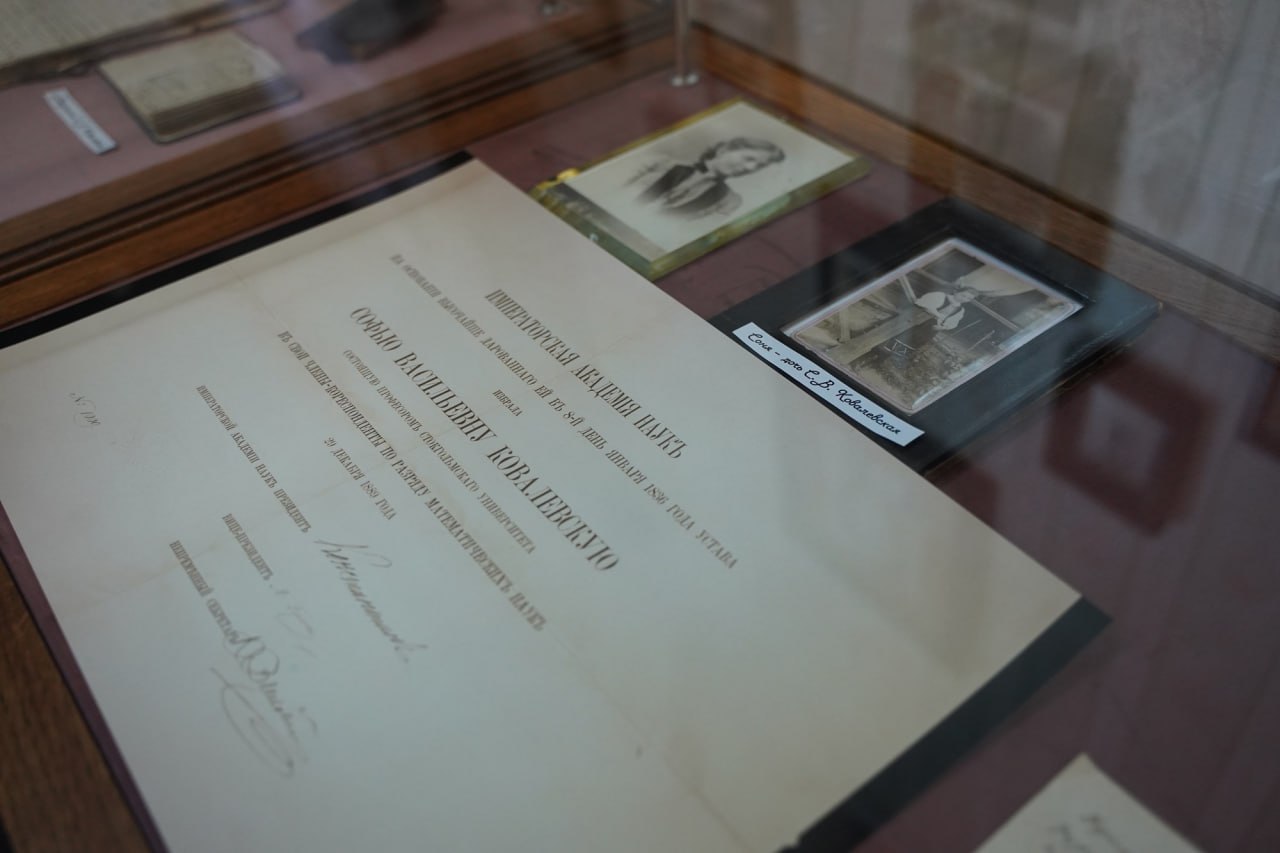 ИМПЕРАТОРСКАЯ АКАДЕМІЯ НАУКЪ
НА ОСНОВАНІИ ВЫСОЧАЙШЕ ДАРОВАННАГО ЕЙ ВЪ 8-Й ДЕНЬ ЯНВАРЯ 1836 ГОДА УСТАВА
ИЗБРАЛА
СОФЬЮ ВАСИЛЬЕВНУ КОВАЛЕВСКУЮ
СОСТОЯЩУЮ ПРОФЕССОРОМЪ СТОКГОЛЬМСКАГО УНИВЕРСИТЕТА
ВЪ СВОИ ЧЛЕНЫ-КОРРЕСПОНДЕНТЫ ПО РАЗРЯДУ МАТЕМАТИЧЕСКИХЪ НАУКЪ
29 ДЕКАБРЯ 1889 ГОДА
ИМПЕРАТОРСКОЙ АКАДЕМІИ НАУКЪ ПРЕЗИДЕНТЪ
ВИЦЕ-ПРЕЗИДЕНТЪ
НЕПРЕМѢННЫЙ СЕКРЕТАРЬ
№
Соня – дочь С. В. Ковалевская